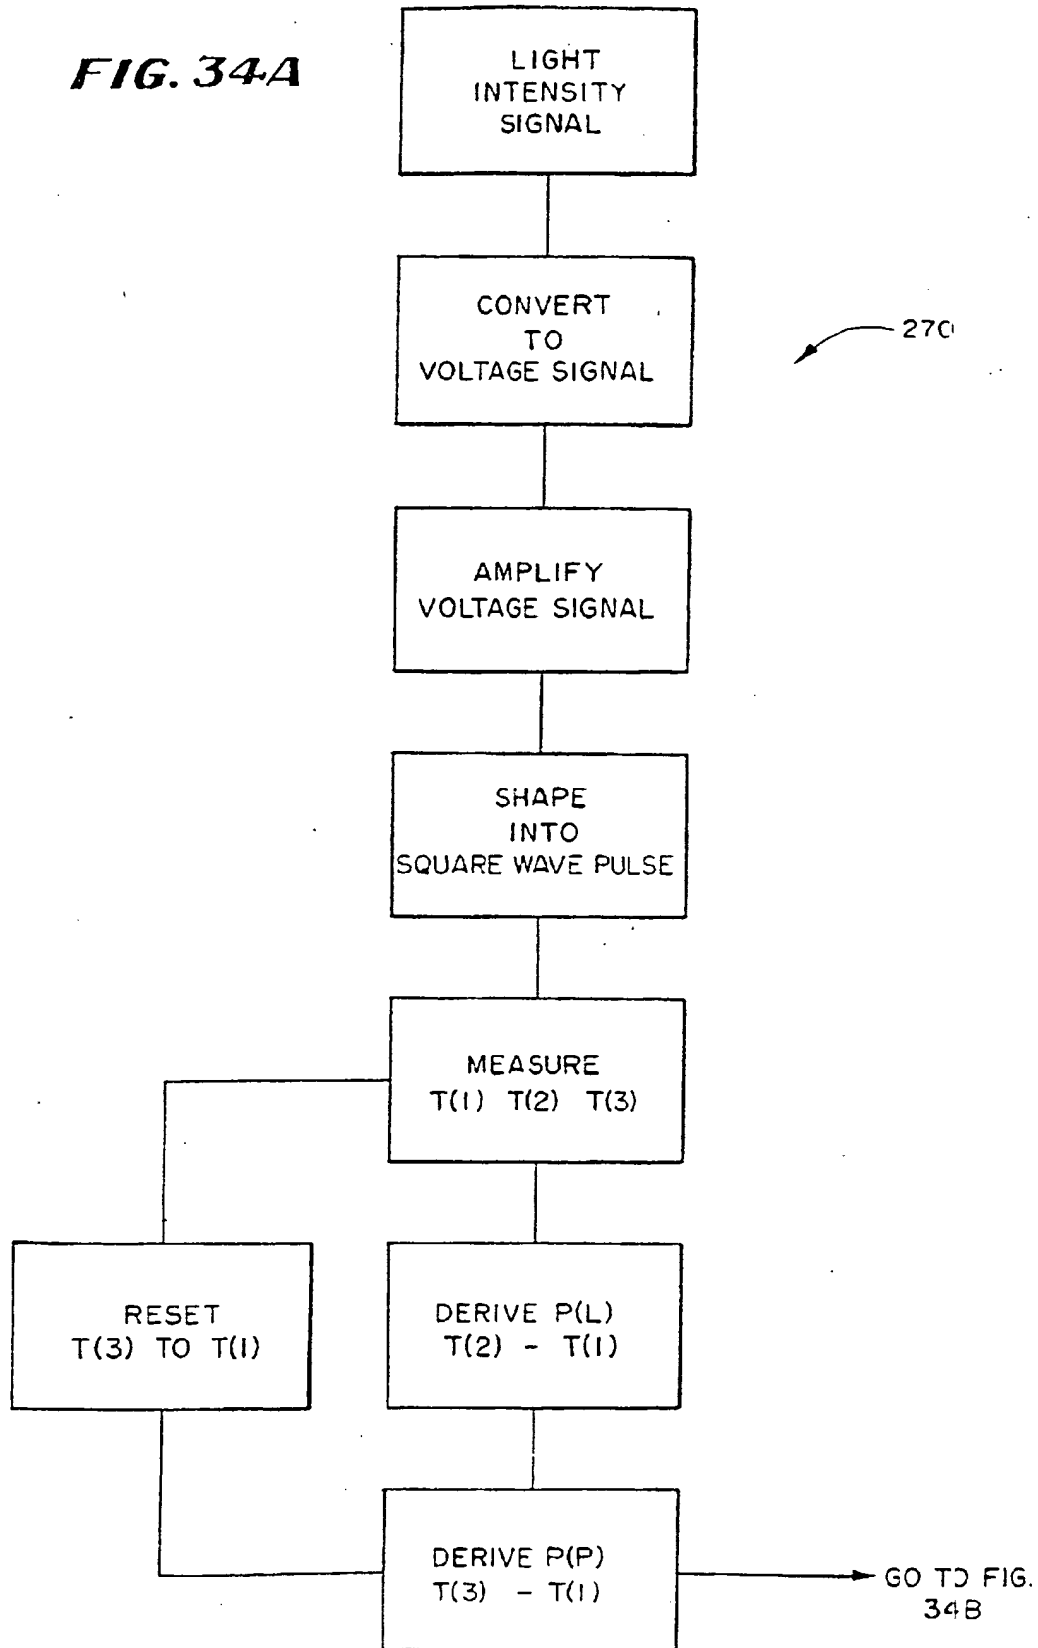 FIG. 34A
LIGHT
INTENSITY
SIGNAL
CONVERT
TO
VOLTAGE SIGNAL
270
AMPLIFY
VOLTAGE SIGNAL
SHAPE
INTO
SQUARE WAVE PULSE
MEASURE
T(1) T(2) T(3)
RESET
T(3) TO T(1)
DERIVE P(L)
T(2) - T(1)
DERIVE P(P)
T(3) - T(1)
GO TO FIG.
34B